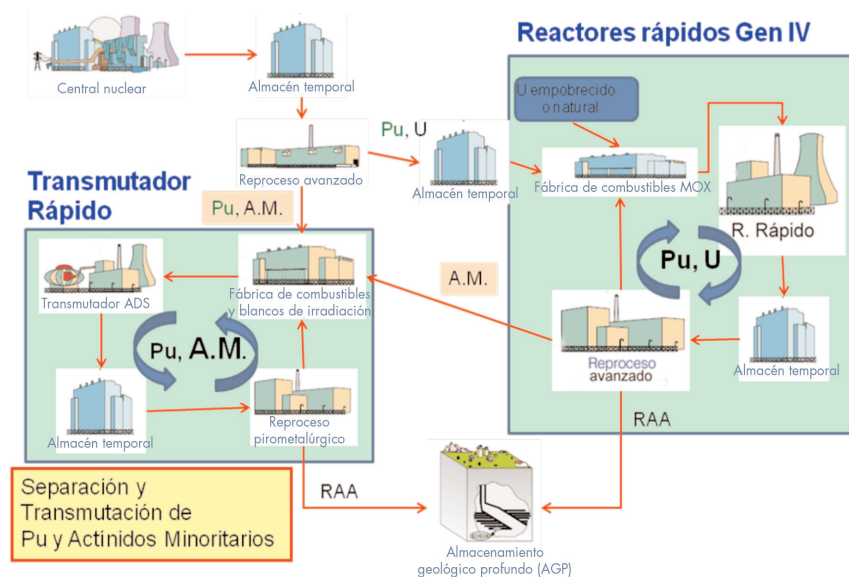 Reactores rápidos Gen IV
Central nuclear
Almacén temporal
U empobrecido
o natural
Pu, U
Reproceso avanzado
Almacén temporal
Fábrica de combustibles MOX
Transmutador
Rápido
Pu, A.M.
R. Rápido
Pu, U
A.M.
Transmutador ADS
Fábrica de combustibles
y blancos de irradiación
Pu, A.M.
Reproceso
avanzado
Almacén temporal
Almacén temporal
Reproceso
pirometalúrgico
RAA
RAA
Separación y
Transmutación de
Pu y Actínidos Minoritarios
Almacenamiento
geológico profundo (AGP)